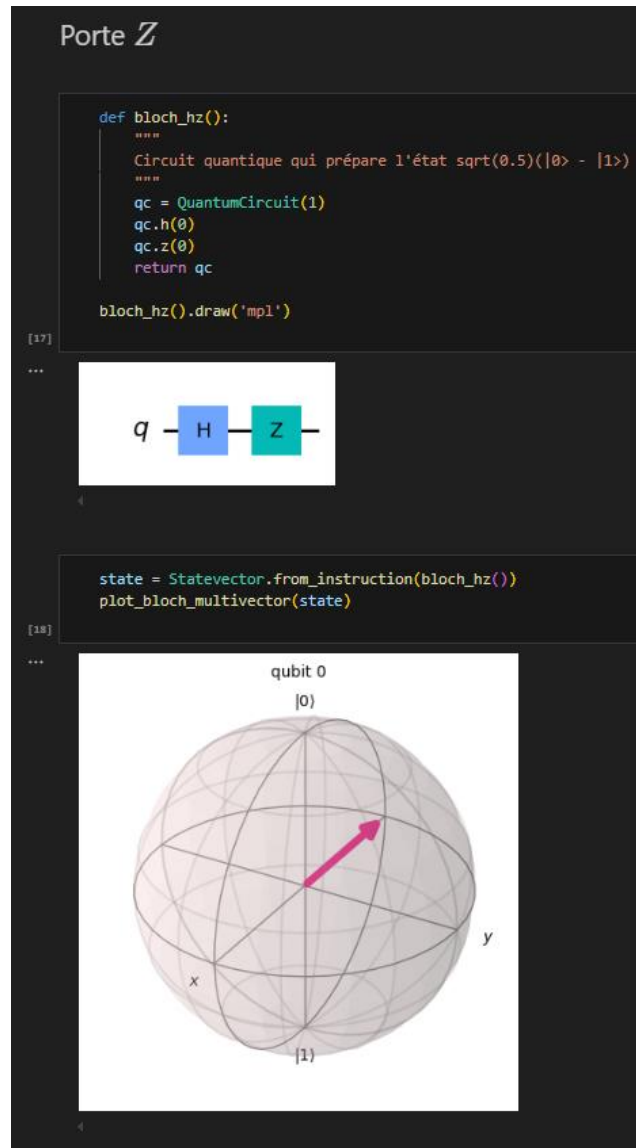 Porte Z
def bloch_hz():
"""
Circuit quantique qui prépare l'état sqrt(0.5)(|0> - |1>)
"""
qc = QuantumCircuit(1)
qc.h(0)
qc.z(0)
return qc
bloch_hz().draw('mpl')
[17]
...
q H Z
state = Statevector.from_instruction(bloch_hz())
plot_bloch_multivector(state)
[18]
...
qubit 0
|0⟩
y
x
|1⟩